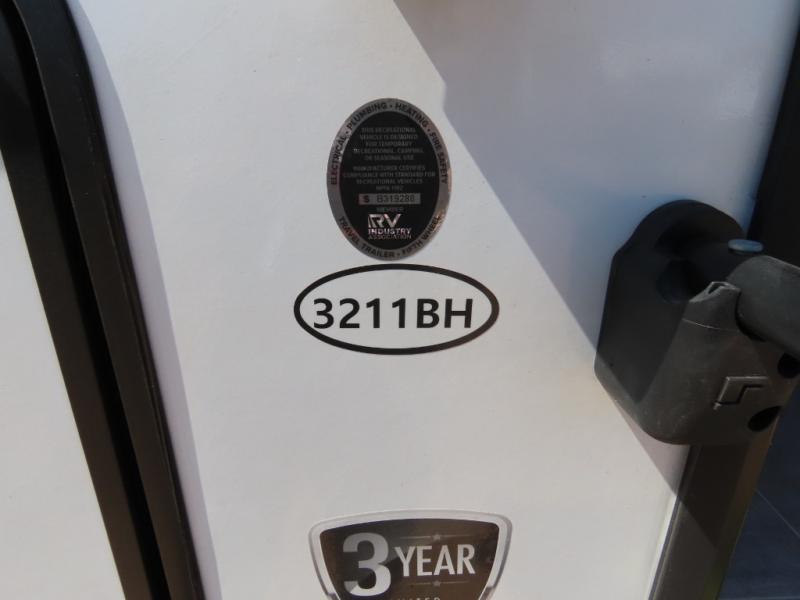 ELECTRICAL • PLUMBING • HEATING • FIRE SAFETY
THIS RECREATIONAL
VEHICLE IS DESIGNED
FOR TEMPORARY
RECREATIONAL, CAMPING,
OR SEASONAL USE
MANUFACTURER CERTIFIES
COMPLIANCE WITH STANDARD FOR
RECREATIONAL VEHICLES
NFPA 1192
$ B319288
MEMBER
RV
INDUSTRY
ASSOCIATION
TRAVEL TRAILER • FIFTH WHEEL
3211BH
3 YEAR